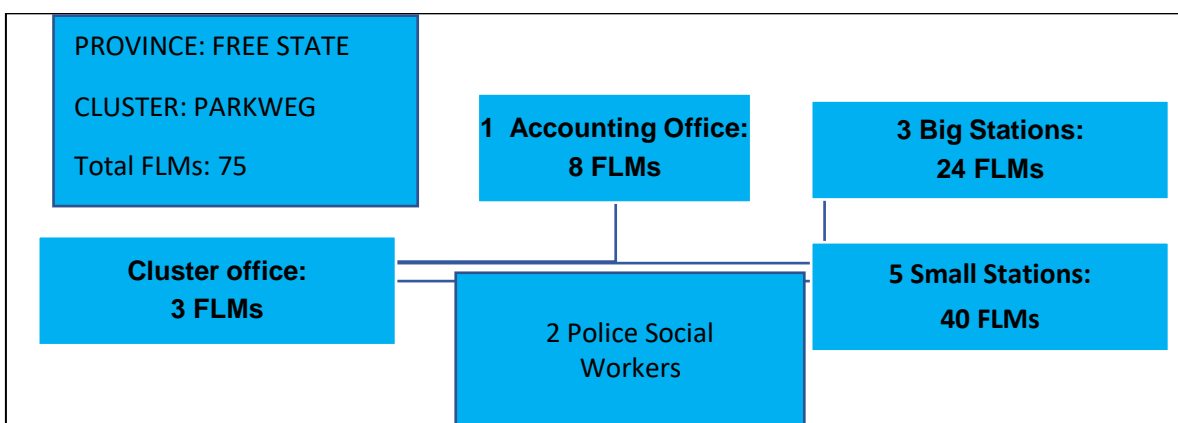 PROVINCE: FREE STATE
CLUSTER: PARKWEG
Total FLMs: 75
1 Accounting Office:
8 FLMs
3 Big Stations:
24 FLMs
Cluster office:
3 FLMs
2 Police Social
Workers
5 Small Stations:
40 FLMs